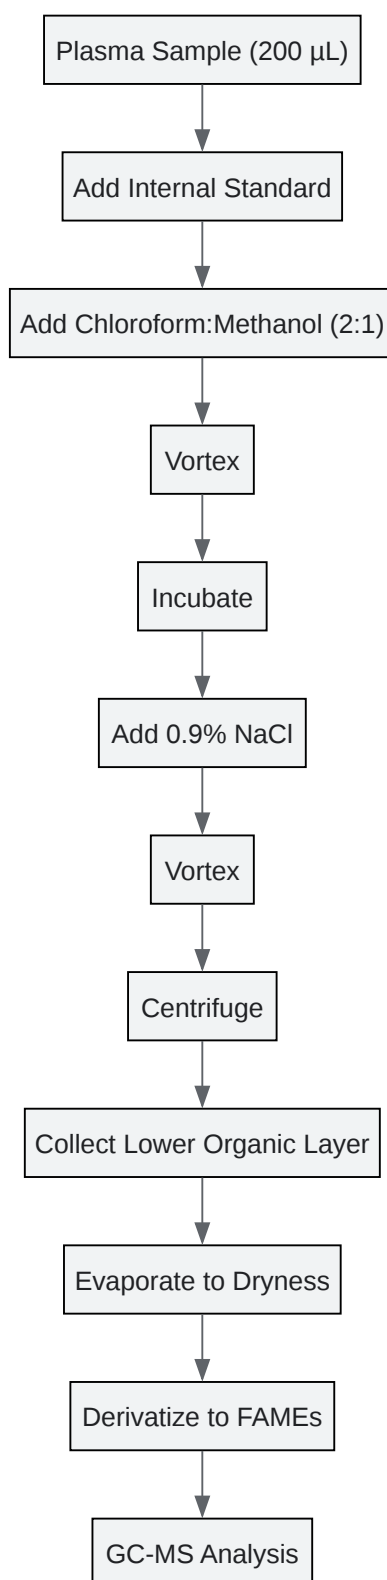 Plasma Sample (200 µL)
Add Internal Standard
Add Chloroform:Methanol (2:1)
Vortex
Incubate
Add 0.9% NaCl
Vortex
Centrifuge
Collect Lower Organic Layer
Evaporate to Dryness
Derivatize to FAMEs
GC-MS Analysis